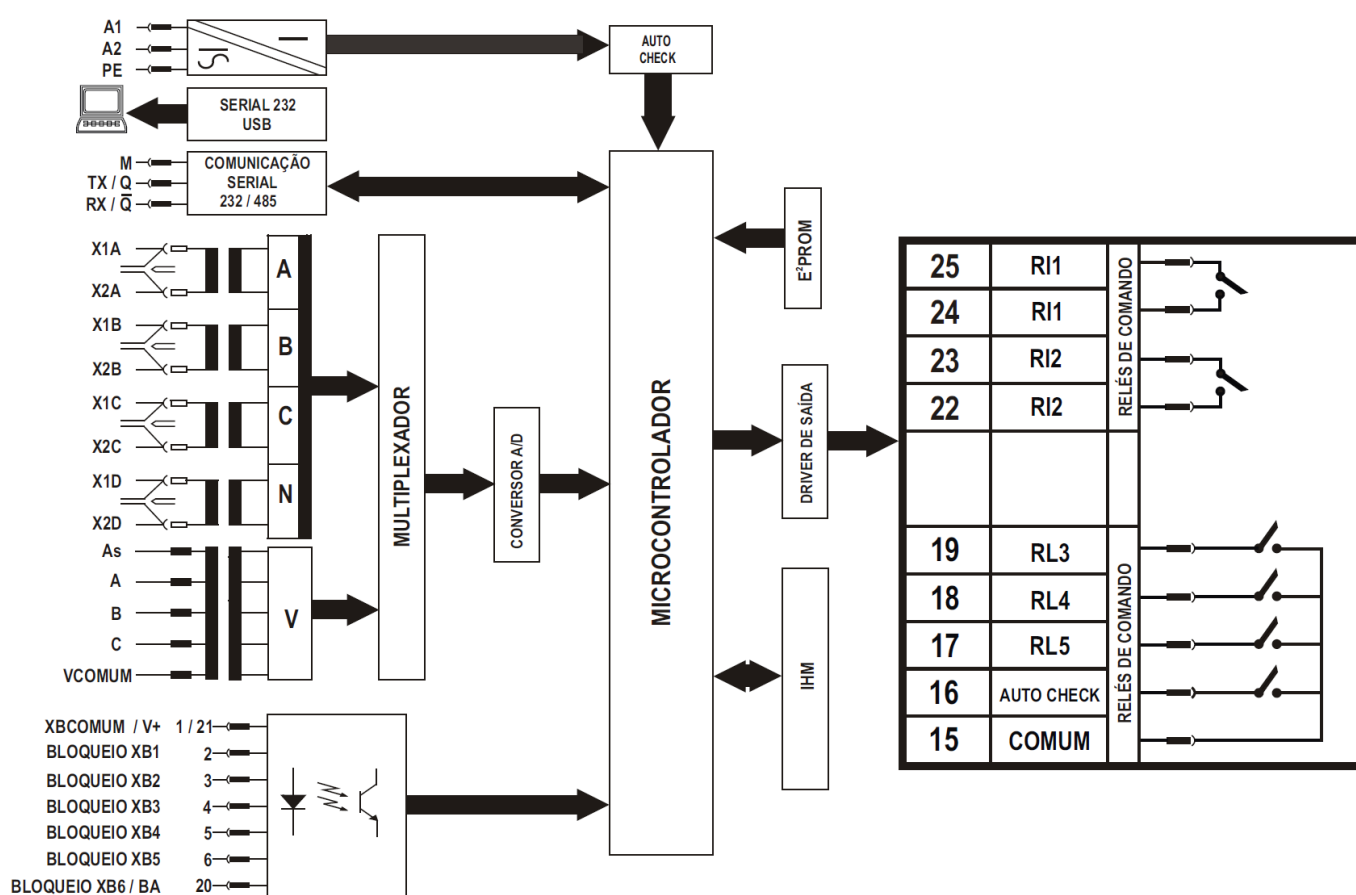 A1
A2
PE
AUTO
CHECK
SERIAL 232
USB
M
TX / Q
RX / Q̅
COMUNICAÇÃO
SERIAL
232 / 485
X1A
X2A
A
X1B
X2B
B
X1C
X2C
C
X1D
X2D
N
As
A
B
C
VCOMUM
V
MULTIPLEXADOR
CONVERSOR A/D
MICROCONTROLADOR
E²PROM
DRIVER DE SAÍDA
IHM
25 RI1
24 RI1
23 RI2
22 RI2
RELÉS DE COMANDO
19 RL3
18 RL4
17 RL5
16 AUTO CHECK
15 COMUM
RELÉS DE COMANDO
XBCOMUM / V+ 1 / 21
BLOQUEIO XB1 2
BLOQUEIO XB2 3
BLOQUEIO XB3 4
BLOQUEIO XB4 5
BLOQUEIO XB5 6
BLOQUEIO XB6 / BA 20